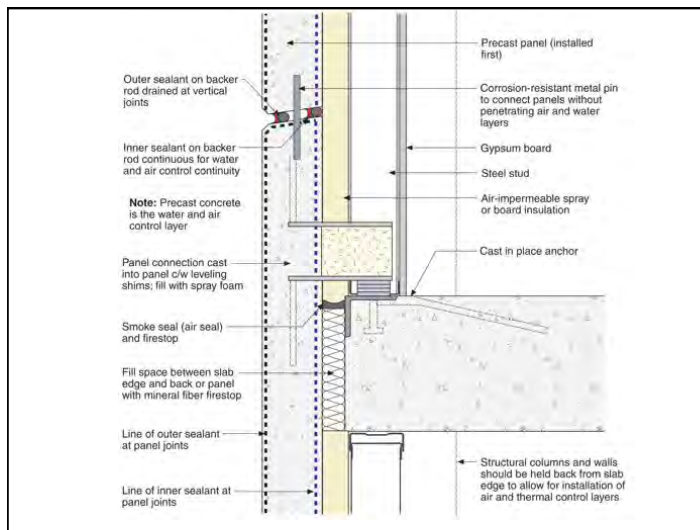 Outer sealant on backer
rod drained at vertical
joints
Inner sealant on backer
rod continuous for water
and air control continuity
Note: Precast concrete
is the water and air
control layer
Panel connection cast
into panel c/w leveling
shims; fill with spray foam
Smoke seal (air seal)
and firestop
Fill space between slab
edge and back or panel
with mineral fiber firestop
Line of outer sealant
at panel joints
Line of inner sealant at
panel joints
Precast panel (installed
first)
Corrosion-resistant metal pin
to connect panels without
penetrating air and water
layers
Gypsum board
Steel stud
Air-impermeable spray
or board insulation
Cast in place anchor
Structural columns and walls
should be held back from slab
edge to allow for installation of
air and thermal control layers